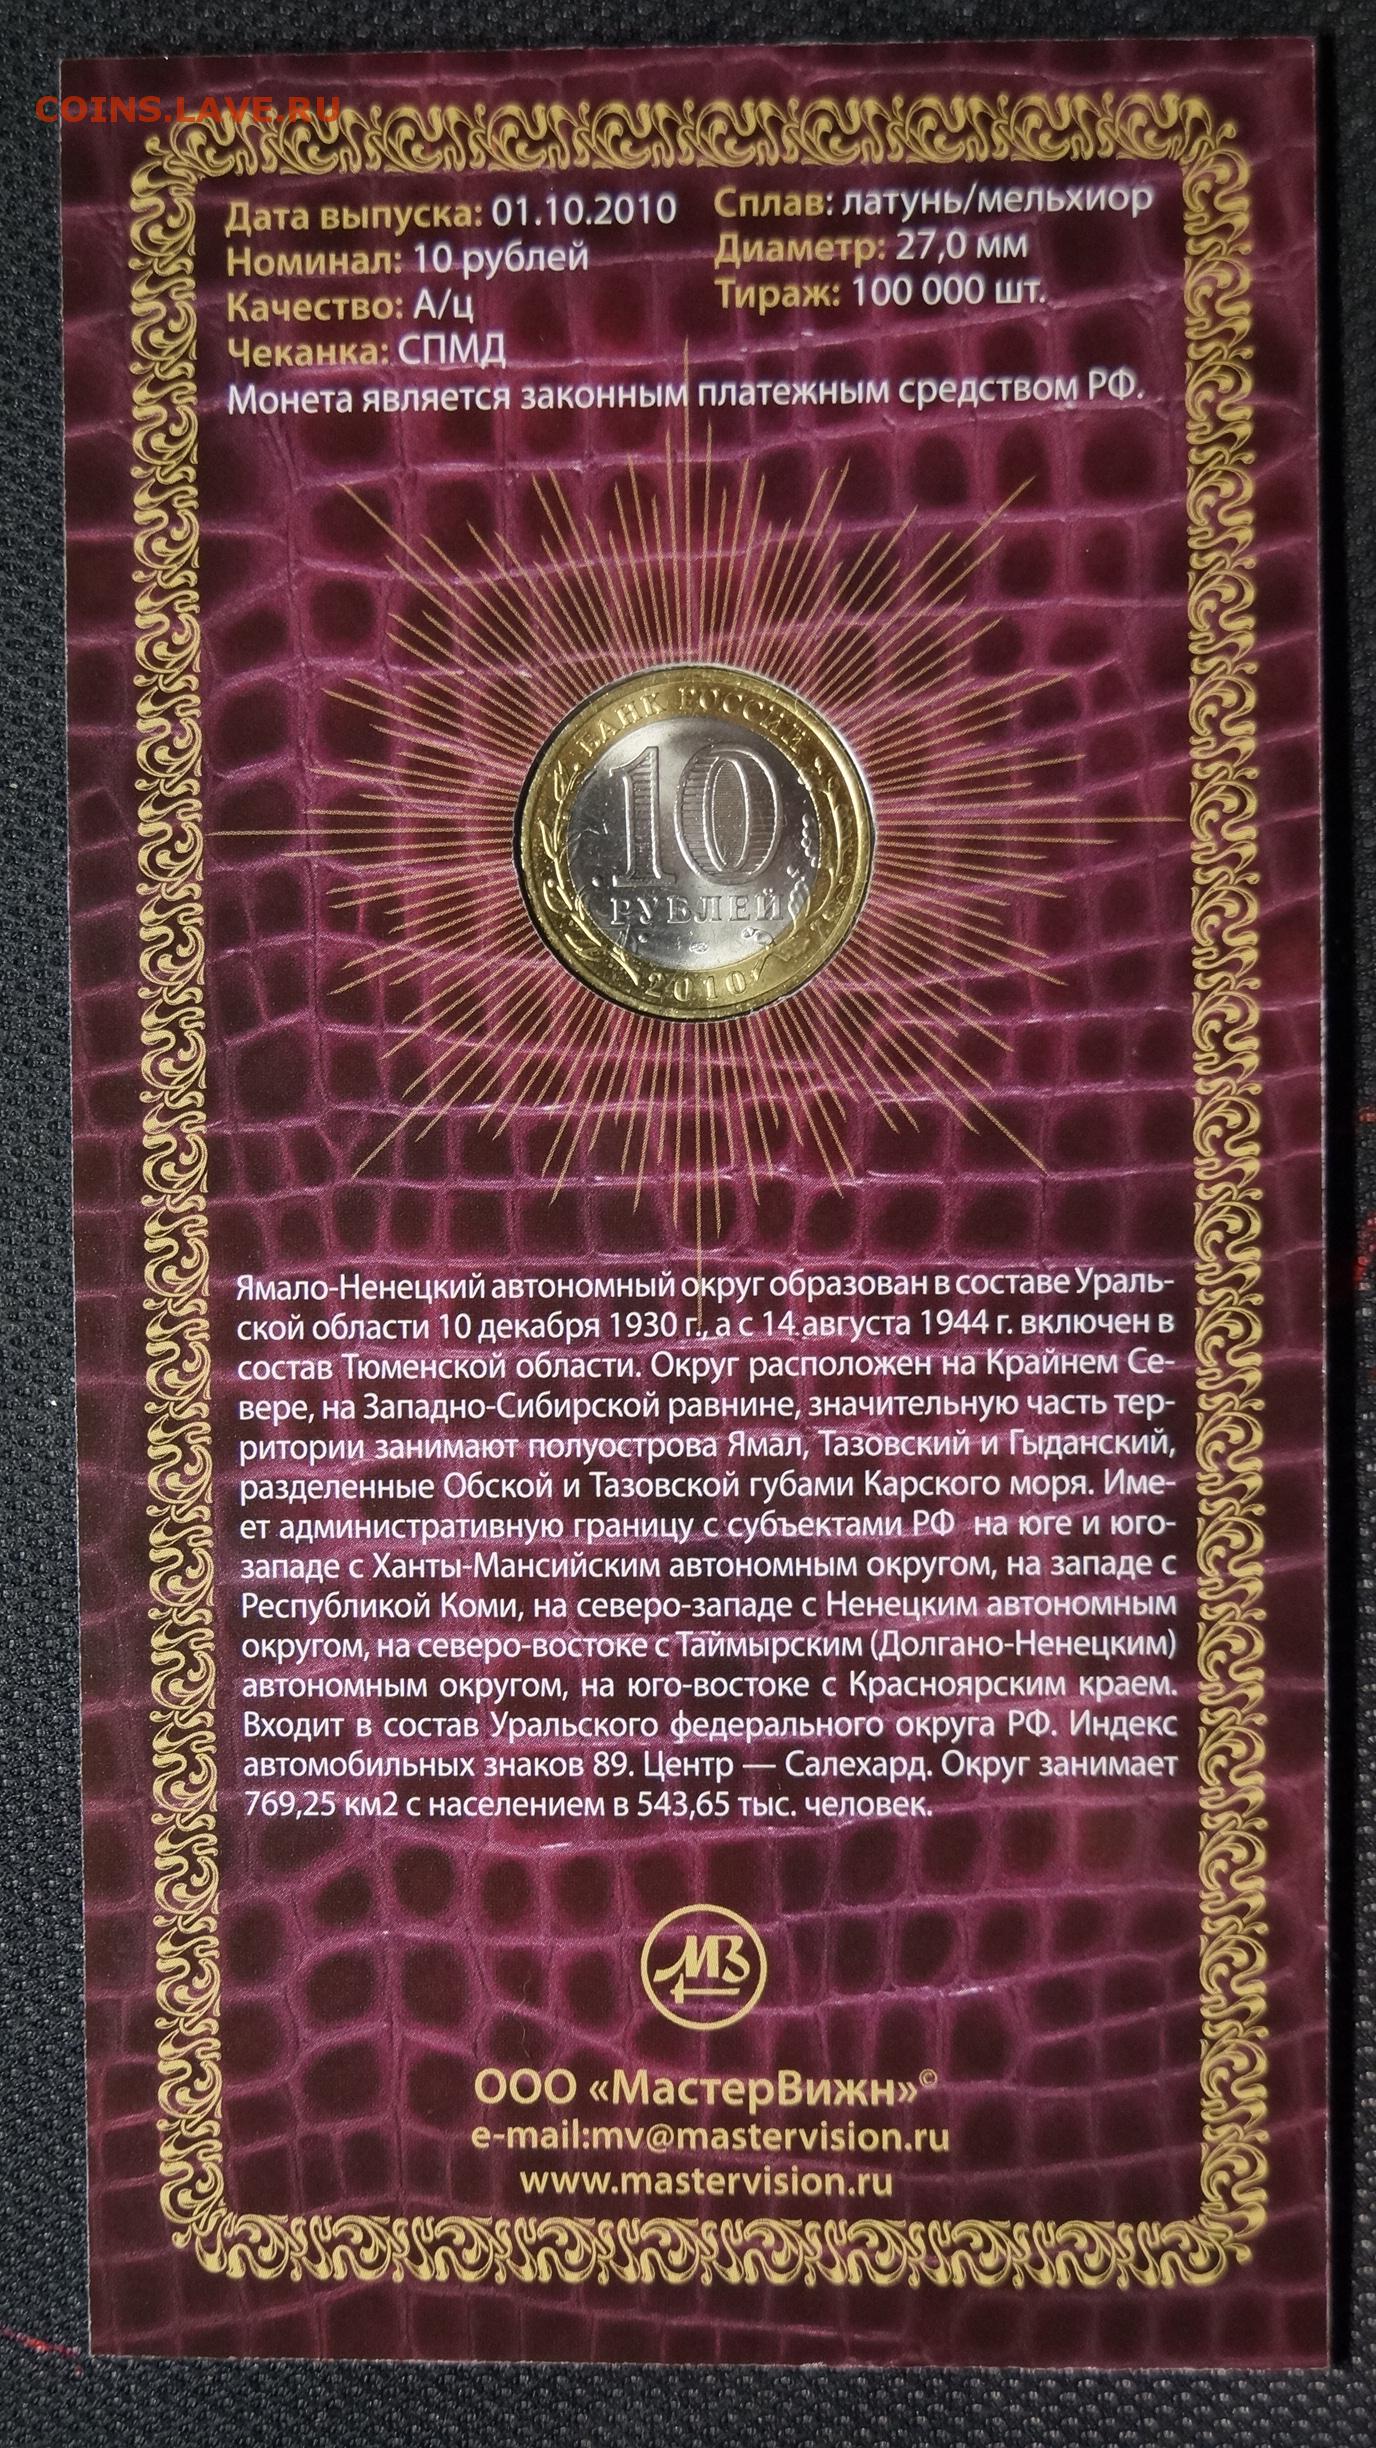 COINS.LAVE.RU
Дата выпуска: 01.10.2010
Номинал: 10 рублей
Качество: А/ц
Чеканка: СПМД
Сплав: латунь/мельхиор
Диаметр: 27,0 мм
Тираж: 100 000 шт.
Монета является законным платежным средством РФ.
БАНК РОССИИ
10
РУБЛЕЙ
2010
Ямало-Ненецкий автономный округ образован в составе Ураль-
ской области 10 декабря 1930 г., а с 14 августа 1944 г. включен в
состав Тюменской области. Округ расположен на Крайнем Се-
вере, на Западно-Сибирской равнине, значительную часть тер-
ритории занимают полуострова Ямал, Тазовский и Гыданский,
разделенные Обской и Тазовской губами Карского моря. Име-
ет административную границу с субъектами РФ на юге и юго-
западе с Ханты-Мансийским автономным округом, на западе с
Республикой Коми, на северо-западе с Ненецким автономным
округом, на северо-востоке с Таймырским (Долгано-Ненецким)
автономным округом, на юго-востоке с Красноярским краем.
Входит в состав Уральского федерального округа РФ. Индекс
автомобильных знаков 89. Центр — Салехард. Округ занимает
769,25 км2 с населением в 543,65 тыс. человек.
МВ
ООО «МастерВижн»©
e-mail:mv@mastervision.ru
www.mastervision.ru